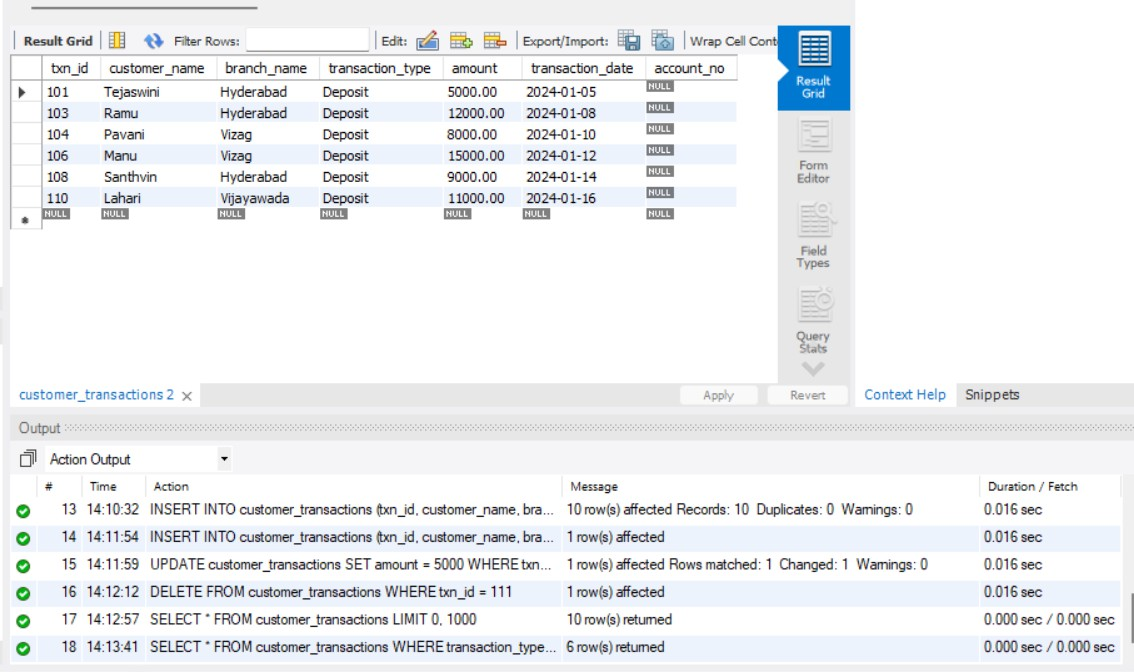 Result Grid Filter Rows: Edit: Export/Import: Wrap Cell Cont
txn_id customer_name branch_name transaction_type amount transaction_date account_no
101 Tejaswini Hyderabad Deposit 5000.00 2024-01-05 NULL
103 Ramu Hyderabad Deposit 12000.00 2024-01-08 NULL
104 Pavani Vizag Deposit 8000.00 2024-01-10 NULL
106 Manu Vizag Deposit 15000.00 2024-01-12 NULL
108 Santhvin Hyderabad Deposit 9000.00 2024-01-14 NULL
110 Lahari Vijayawada Deposit 11000.00 2024-01-16 NULL
NULL NULL NULL NULL NULL NULL NULL
Result
Grid
Form
Editor
Field
Types
Query
Stats
customer_transactions 2 Apply Revert Context Help Snippets
Output
Action Output
# Time Action Message Duration / Fetch
13 14:10:32 INSERT INTO customer_transactions (txn_id, customer_name, bra... 10 row(s) affected Records: 10 Duplicates: 0 Warnings: 0 0.016 sec
14 14:11:54 INSERT INTO customer_transactions (txn_id, customer_name, bra... 1 row(s) affected 0.016 sec
15 14:11:59 UPDATE customer_transactions SET amount = 5000 WHERE txn... 1 row(s) affected Rows matched: 1 Changed: 1 Warnings: 0 0.016 sec
16 14:12:12 DELETE FROM customer_transactions WHERE txn_id = 111 1 row(s) affected 0.016 sec
17 14:12:57 SELECT * FROM customer_transactions LIMIT 0, 1000 10 row(s) returned 0.000 sec / 0.000 sec
18 14:13:41 SELECT * FROM customer_transactions WHERE transaction_type... 6 row(s) returned 0.000 sec / 0.000 sec